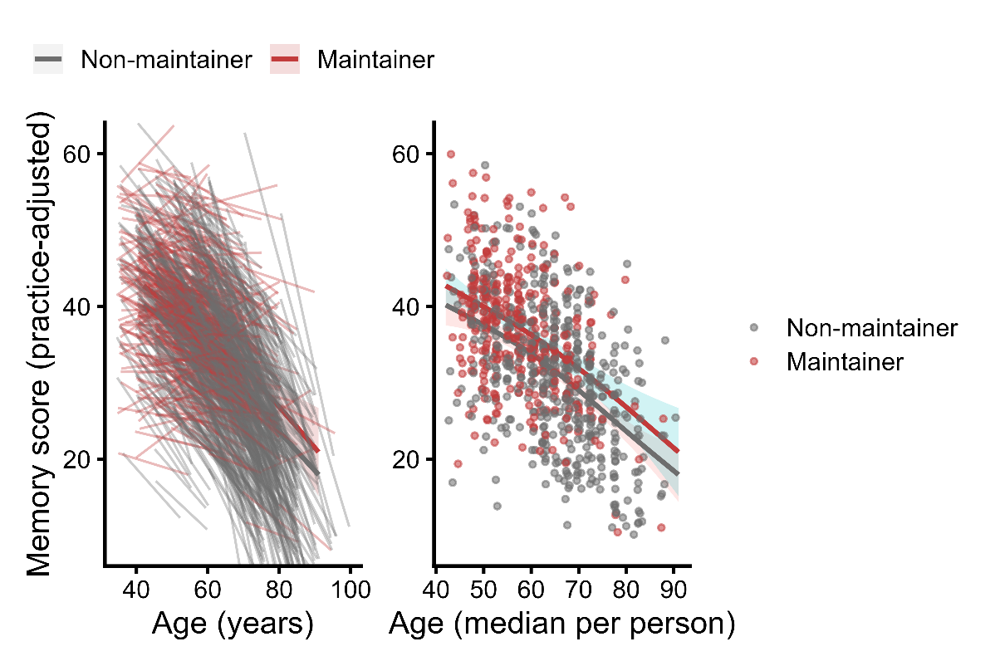 Non-maintainer Maintainer
Memory score (practice-adjusted)
60
40
20
40 60 80 100
Age (years)
60
40
20
40 50 60 70 80 90
Age (median per person)
Non-maintainer
Maintainer